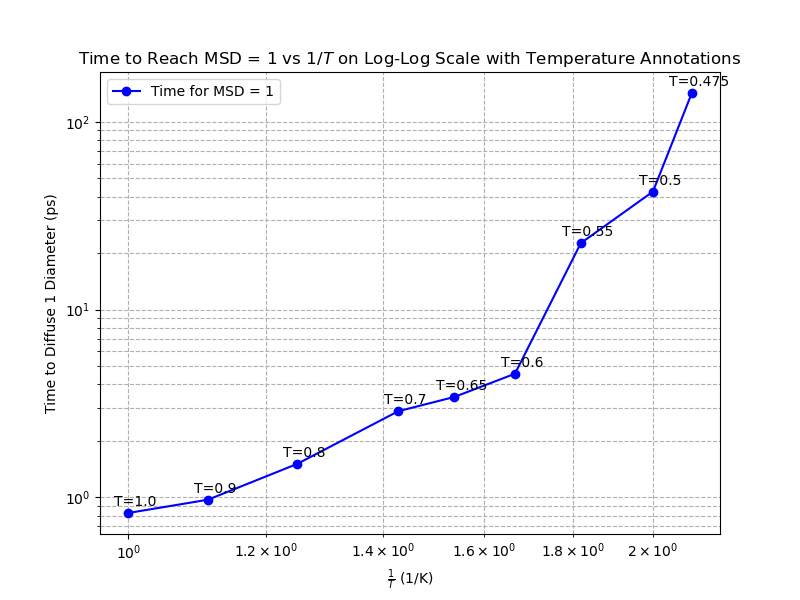 Time to Reach MSD = 1 vs 1/T on Log-Log Scale with Temperature Annotations
Time for MSD = 1
T=0.475
T=0.5
T=0.55
T=0.6
T=0.65
T=0.7
T=0.8
T=0.9
T=1.0
Time to Diffuse 1 Diameter (ps)
10²
10¹
10⁰
10⁰
1.2 × 10⁰
1.4 × 10⁰
1.6 × 10⁰
1.8 × 10⁰
2 × 10⁰
1/T (1/K)